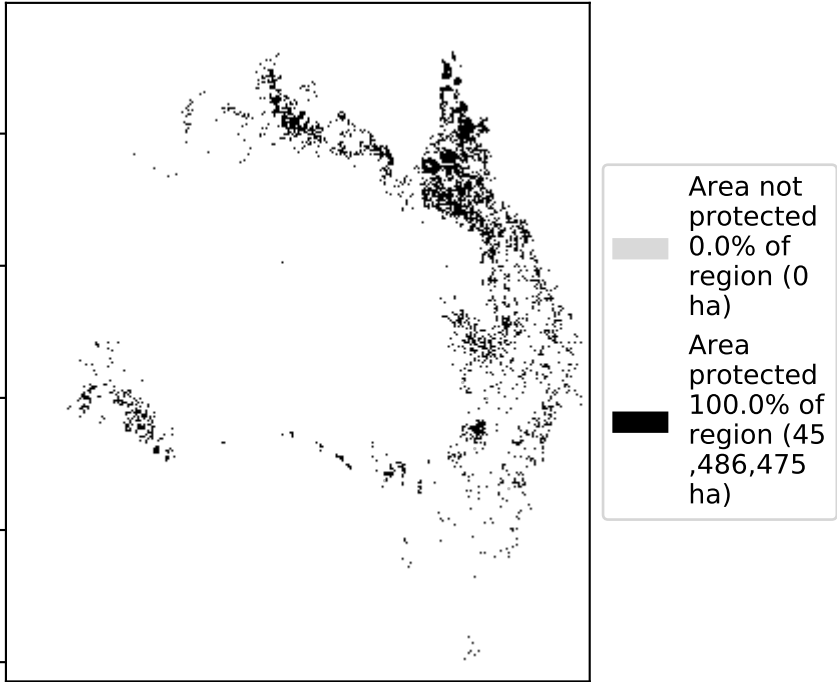 Area not
protected
0.0% of
region (0
ha)
Area
protected
100.0% of
region (45
,486,475
ha)